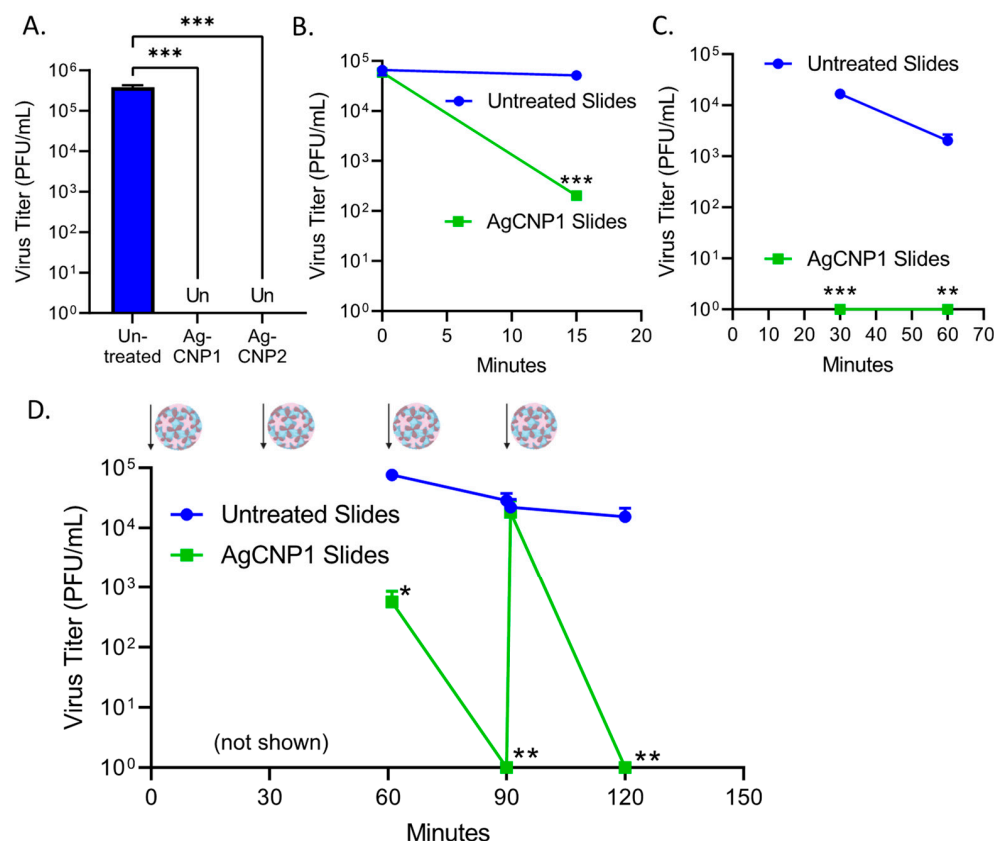 A.
***
***
Virus Titer (PFU/mL)
10⁶
10⁵
10⁴
10³
10²
10¹
10⁰
Un
Un
Un-
treated
Ag-
CNP1
Ag-
CNP2
B.
Virus Titer (PFU/mL)
10⁵
10⁴
10³
10²
10¹
10⁰
Untreated Slides
***
AgCNP1 Slides
0 5 10 15 20
Minutes
C.
Virus Titer (PFU/mL)
10⁵
10⁴
10³
10²
10¹
10⁰
Untreated Slides
AgCNP1 Slides
*** **
0 10 20 30 40 50 60 70
Minutes
D.
Virus Titer (PFU/mL)
10⁵
10⁴
10³
10²
10¹
10⁰
Untreated Slides
AgCNP1 Slides
*
(not shown)
** **
0 30 60 90 120 150
Minutes